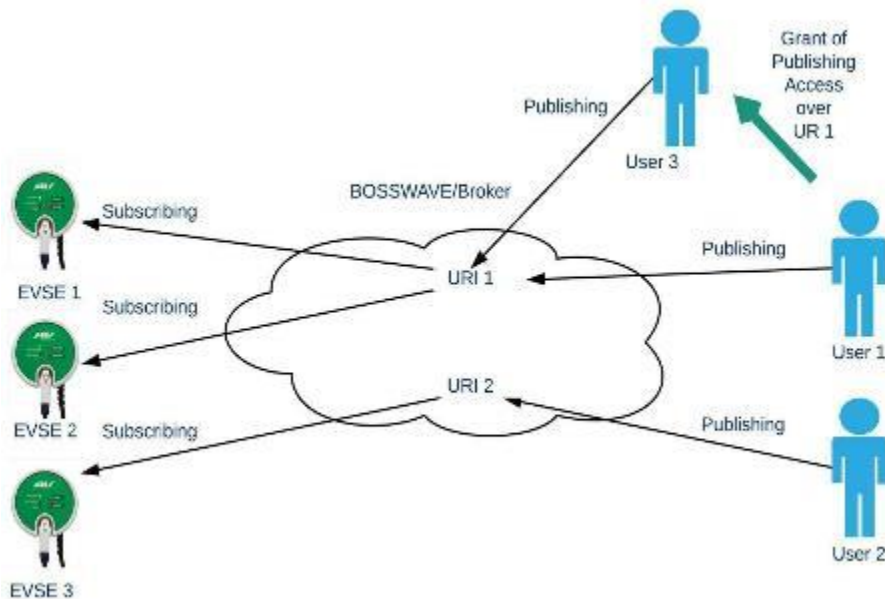 Grant of
Publishing
Access
over
UR 1
Publishing
User 3
BOSSWAVE/Broker
Subscribing
EVSE 1
URI 1
Publishing
User 1
Subscribing
EVSE 2
URI 2
Subscribing
Publishing
EVSE 3
User 2